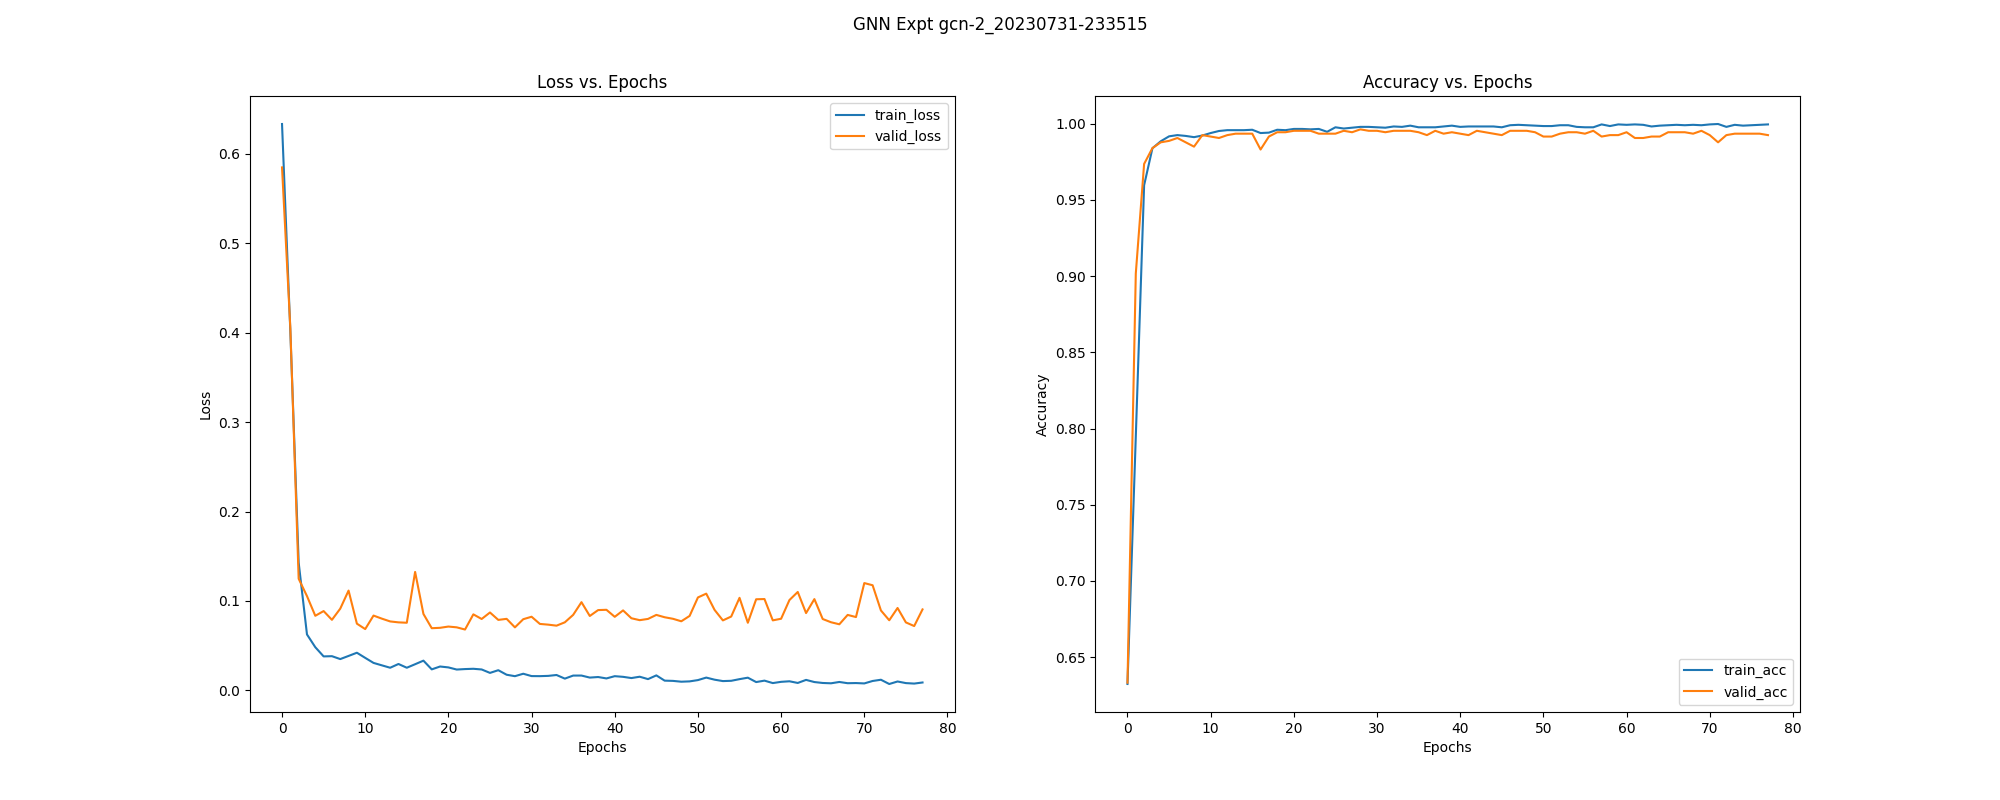 GNN Expt gcn-2_20230731-233515
Loss vs. Epochs
train_loss
valid_loss
0.6
0.5
0.4
0.3
0.2
0.1
0.0
Loss
0 10 20 30 40 50 60 70 80
Epochs
Accuracy vs. Epochs
1.00
0.95
0.90
0.85
0.80
0.75
0.70
0.65
Accuracy
train_acc
valid_acc
0 10 20 30 40 50 60 70 80
Epochs